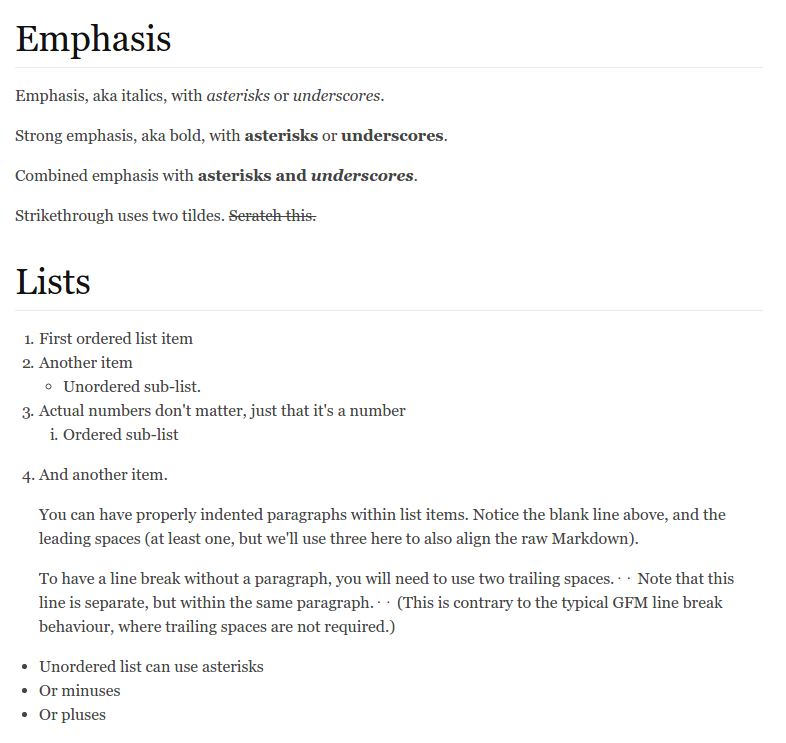 Emphasis
Emphasis, aka italics, with asterisks or underscores.
Strong emphasis, aka bold, with asterisks or underscores.
Combined emphasis with asterisks and underscores.
Strikethrough uses two tildes. Scratch this.
Lists
1. First ordered list item
2. Another item
◦ Unordered sub-list.
3. Actual numbers don't matter, just that it's a number
i. Ordered sub-list
4. And another item.
You can have properly indented paragraphs within list items. Notice the blank line above, and the
leading spaces (at least one, but we'll use three here to also align the raw Markdown).
To have a line break without a paragraph, you will need to use two trailing spaces. · · Note that this
line is separate, but within the same paragraph. · · (This is contrary to the typical GFM line break
behaviour, where trailing spaces are not required.)
• Unordered list can use asterisks
• Or minuses
• Or pluses